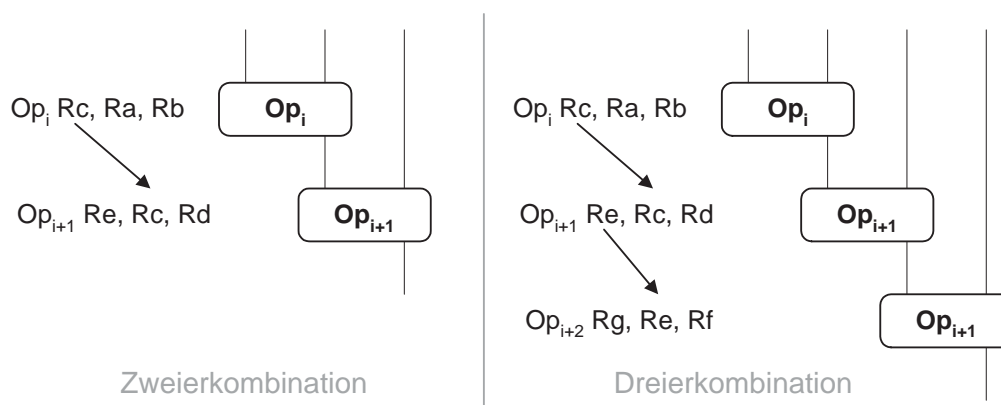 Opi Rc, Ra, Rb
Opi
Opi+1 Re, Rc, Rd
Opi+1
Zweierkombination
Opi Rc, Ra, Rb
Opi
Opi+1 Re, Rc, Rd
Opi+1
Opi+2 Rg, Re, Rf
Opi+1
Dreierkombination